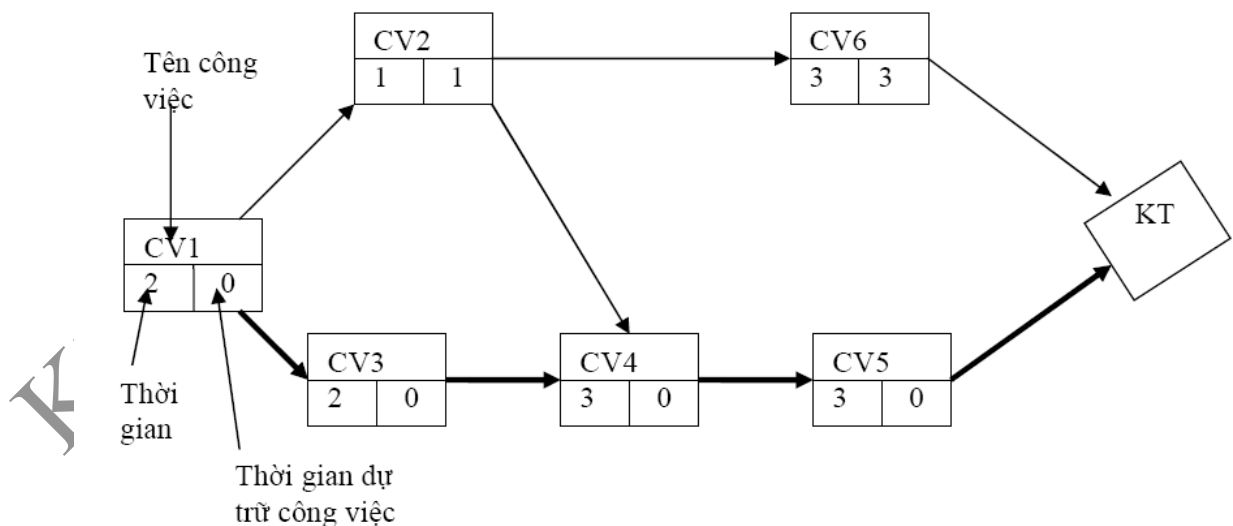 Tên công
việc
CV2
1 1
CV6
3 3
KT
CV1
2 0
CV3
2 0
CV4
3 0
CV5
3 0
Thời
gian
Thời gian dự
trữ công việc
K